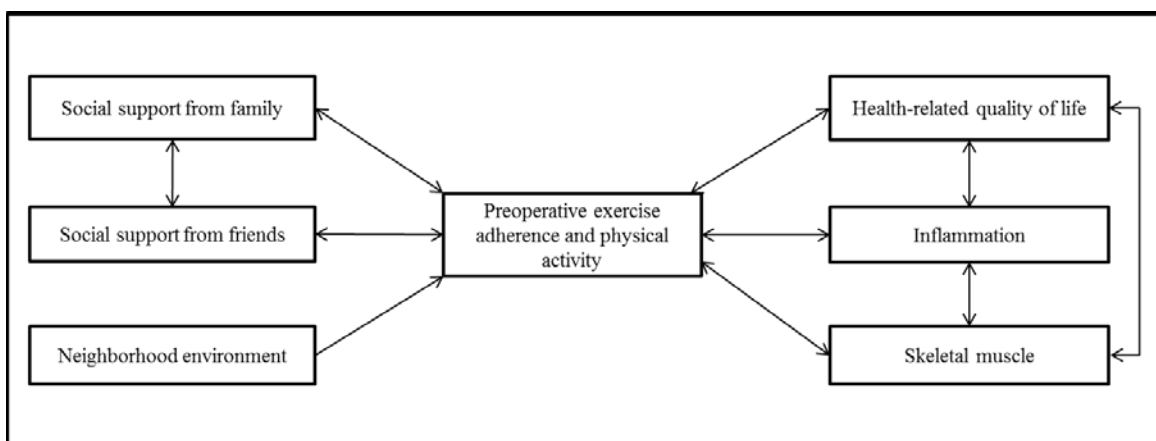 Social support from family
Social support from friends
Neighborhood environment
Preoperative exercise
adherence and physical
activity
Health-related quality of life
Inflammation
Skeletal muscle